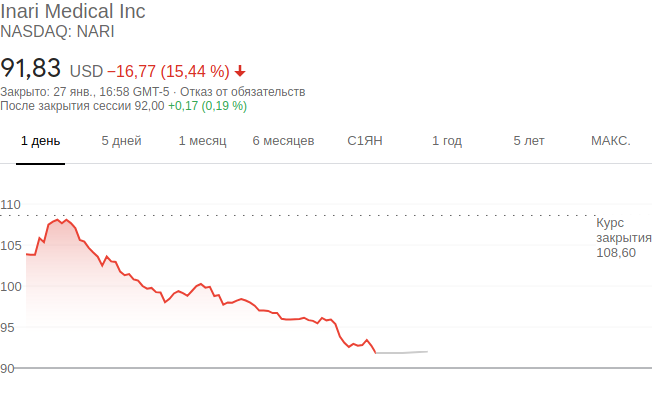 Inari Medical Inc
NASDAQ: NARI
91,83 USD −16,77 (15,44 %)
Закрыто: 27 янв., 16:58 GMT-5 · Отказ от обязательств
После закрытия сессии 92,00 +0,17 (0,19 %)
1 день 5 дней 1 месяц 6 месяцев С1ЯН 1 год 5 лет МАКС.
110
Курс
закрытия
108,60
105
100
95
90